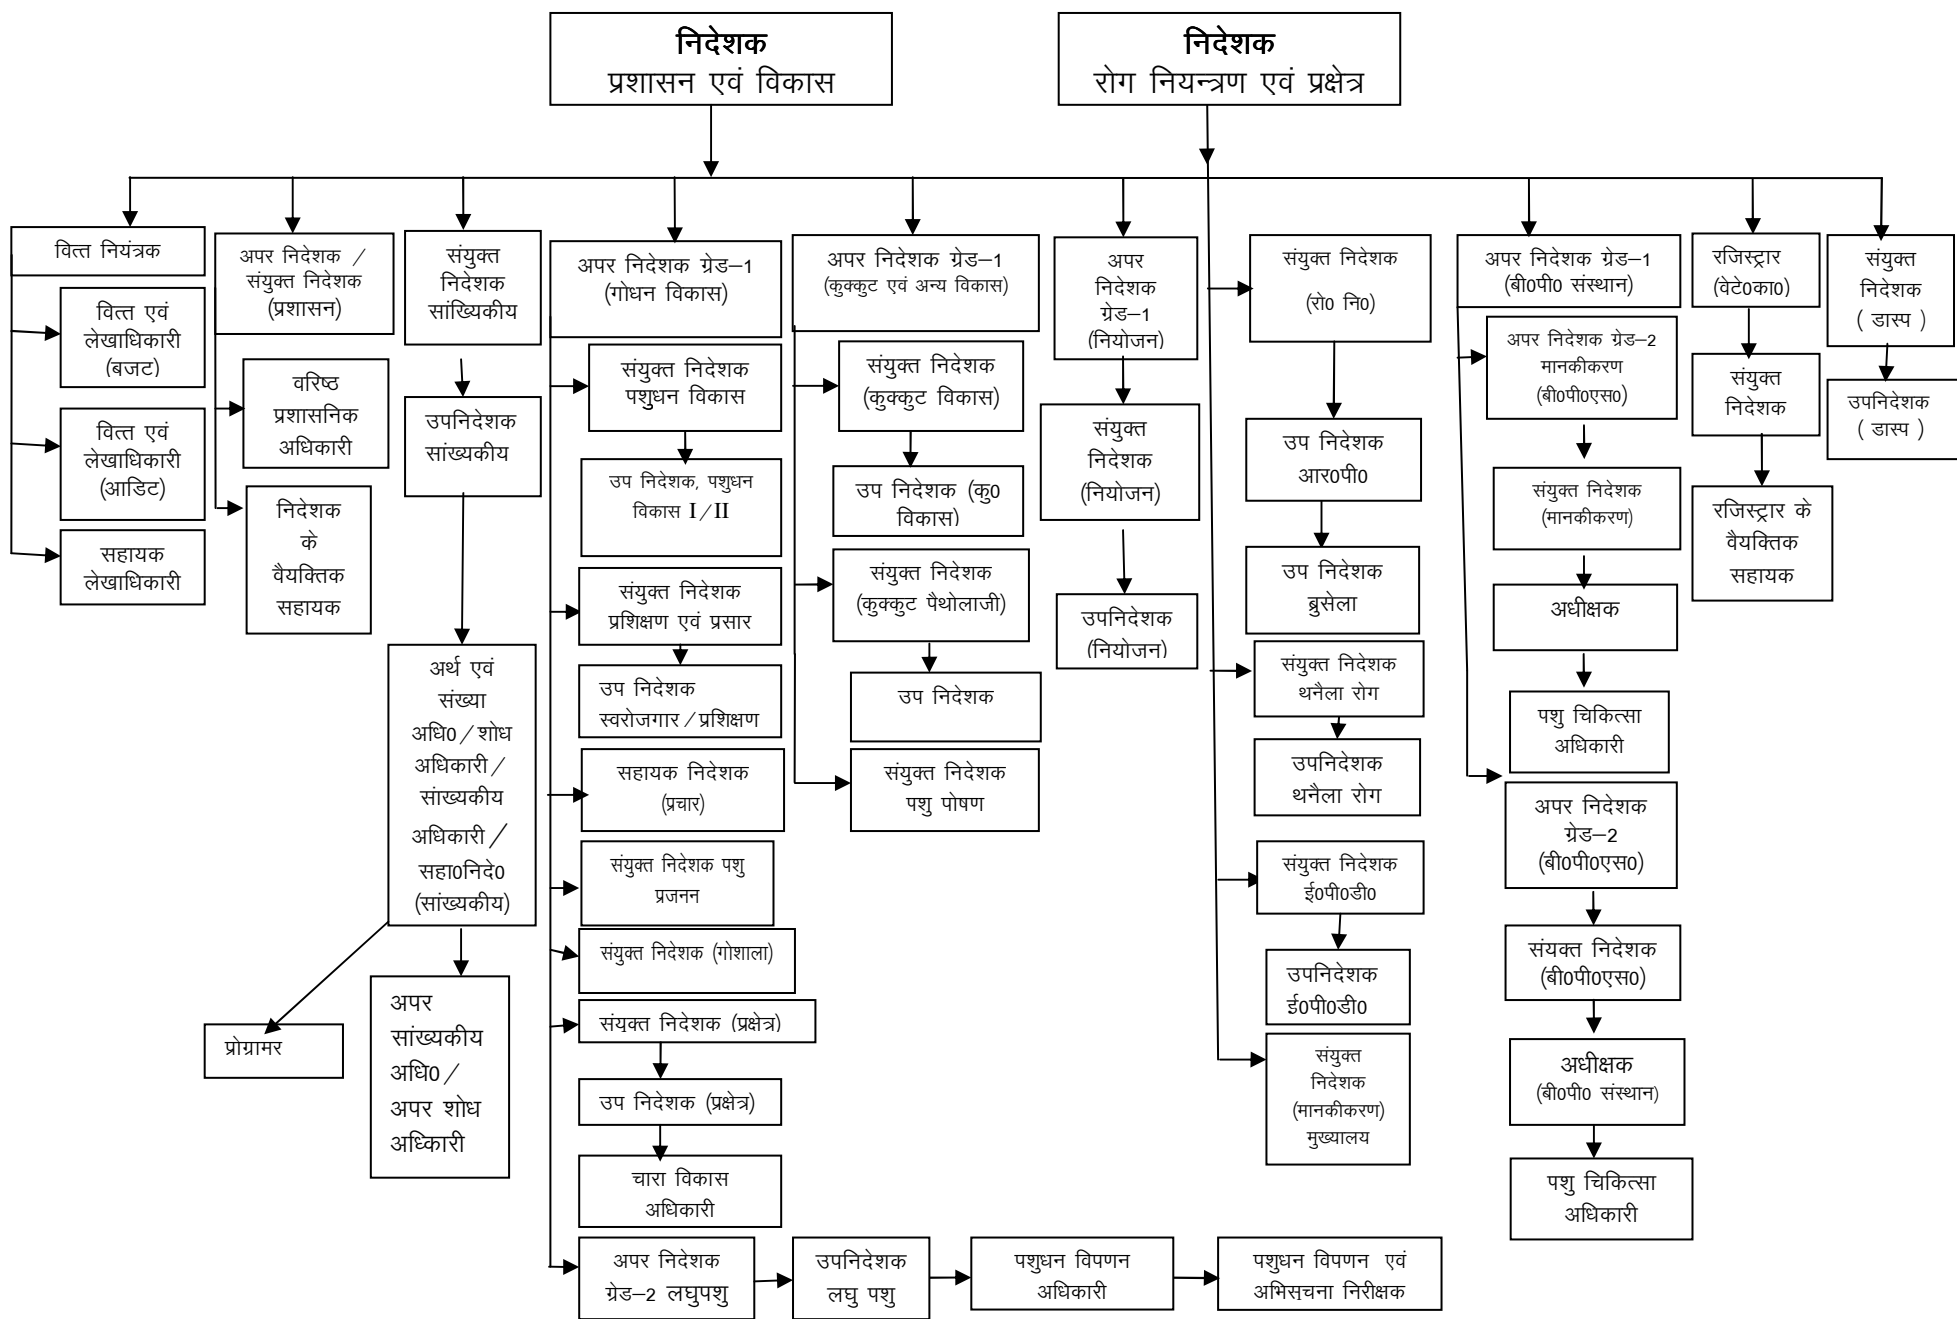 निदेशक
प्रशासन एवं विकास
निदेशक
रोग नियन्त्रण एवं प्रक्षेत्र
वित्त नियंत्रक
वित्त एवं
लेखाधिकारी
(बजट)
वित्त एवं
लेखाधिकारी
(आडिट)
सहायक
लेखाधिकारी
अपर निदेशक /
संयुक्त निदेशक
(प्रशासन)
वरिष्ठ
प्रशासनिक
अधिकारी
निदेशक
के
वैयक्तिक
सहायक
संयुक्त
निदेशक
सांख्यिकीय
उपनिदेशक
सांख्यकीय
अर्थ एवं
संख्या
अधि0/शोध
अधिकारी/
सांख्यकीय
अधिकारी/
सहा0निदे0
(सांख्यकीय)
प्रोग्रामर
अपर
सांख्यकीय
अधि0/
अपर शोध
अधिकारी
अपर निदेशक ग्रेड–1
(गोधन विकास)
संयुक्त निदेशक
पशुधन विकास
उप निदेशक, पशुधन
विकास I/II
संयुक्त निदेशक
प्रशिक्षण एवं प्रसार
उप निदेशक
स्वरोजगार/प्रशिक्षण
सहायक निदेशक
(प्रचार)
संयुक्त निदेशक पशु
प्रजनन
संयुक्त निदेशक (गोशाला)
संयुक्त निदेशक (प्रक्षेत्र)
उप निदेशक (प्रक्षेत्र)
चारा विकास
अधिकारी
अपर निदेशक
ग्रेड–2 लघुपशु
उपनिदेशक
लघु पशु
पशुधन विपणन
अधिकारी
पशुधन विपणन एवं
अभिसूचना निरीक्षक
अपर निदेशक ग्रेड–1
(कुक्कुट एवं अन्य विकास)
संयुक्त निदेशक
(कुक्कुट विकास)
उप निदेशक (कु0
विकास)
संयुक्त निदेशक
(कुक्कुट पैथोलाजी)
उप निदेशक
संयुक्त निदेशक
पशु पोषण
अपर
निदेशक
ग्रेड–1
(नियोजन)
संयुक्त
निदेशक
(नियोजन)
उपनिदेशक
(नियोजन)
संयुक्त निदेशक
(रो0 नि0)
उप निदेशक
आर0पी0
उप निदेशक
ब्रुसेला
संयुक्त निदेशक
थनैला रोग
उपनिदेशक
थनैला रोग
संयुक्त निदेशक
ई0पी0डी0
उपनिदेशक
ई0पी0डी0
संयुक्त
निदेशक
(मानकीकरण)
मुख्यालय
अपर निदेशक ग्रेड–1
(बी0पी0 संस्थान)
अपर निदेशक ग्रेड–2
मानकीकरण
(बी0पी0एस0)
संयुक्त निदेशक
(मानकीकरण)
अधीक्षक
पशु चिकित्सा
अधिकारी
अपर निदेशक
ग्रेड–2
(बी0पी0एस0)
संयक्त निदेशक
(बी0पी0एस0)
अधीक्षक
(बी0पी0 संस्थान)
पशु चिकित्सा
अधिकारी
रजिस्ट्रार
(वेटे0का0)
संयुक्त
निदेशक
रजिस्ट्रार के
वैयक्तिक
सहायक
संयुक्त
निदेशक
( डास्प )
उपनिदेशक
( डास्प )